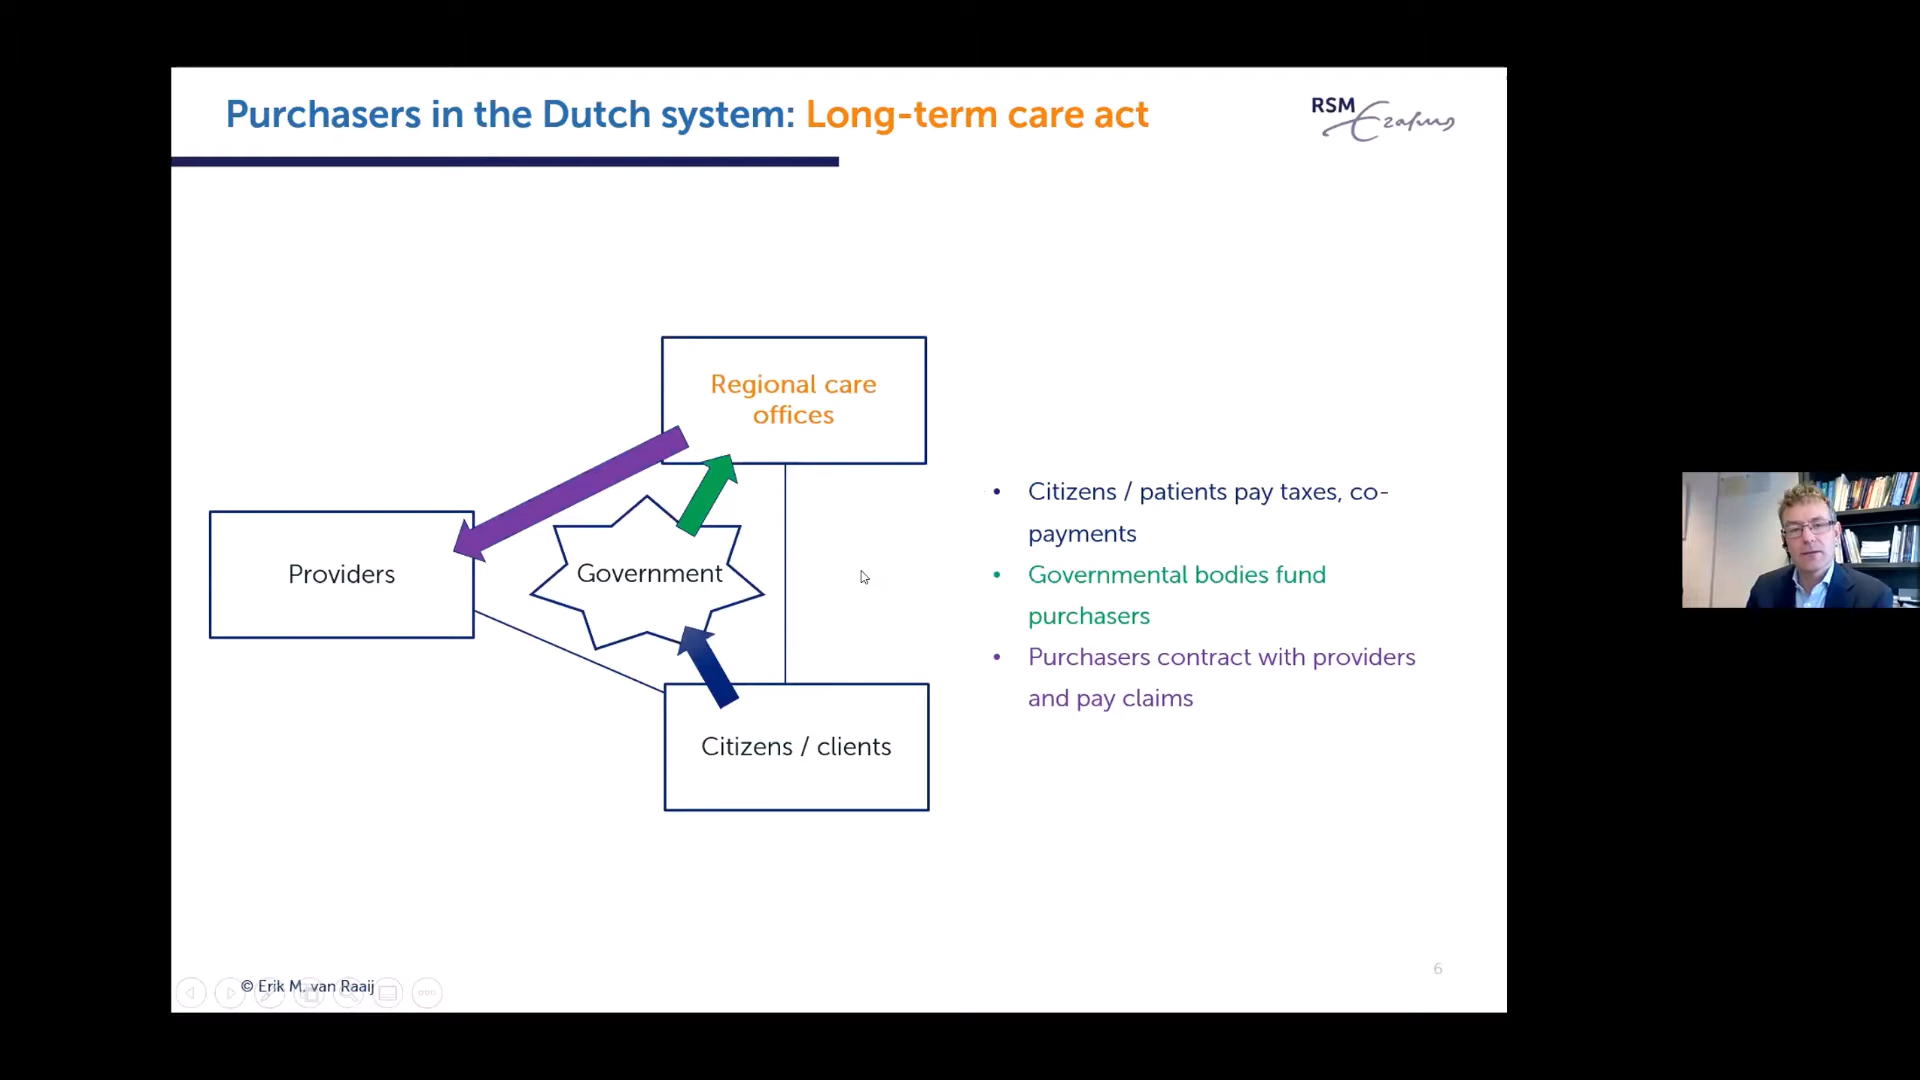 Purchasers in the Dutch system: Long-term care act
RSM
Erasmus
Regional care
offices
Providers
Government
Citizens / clients
• Citizens / patients pay taxes, co-
payments
• Governmental bodies fund
purchasers
• Purchasers contract with providers
and pay claims
© Erik M. van Raaij
6